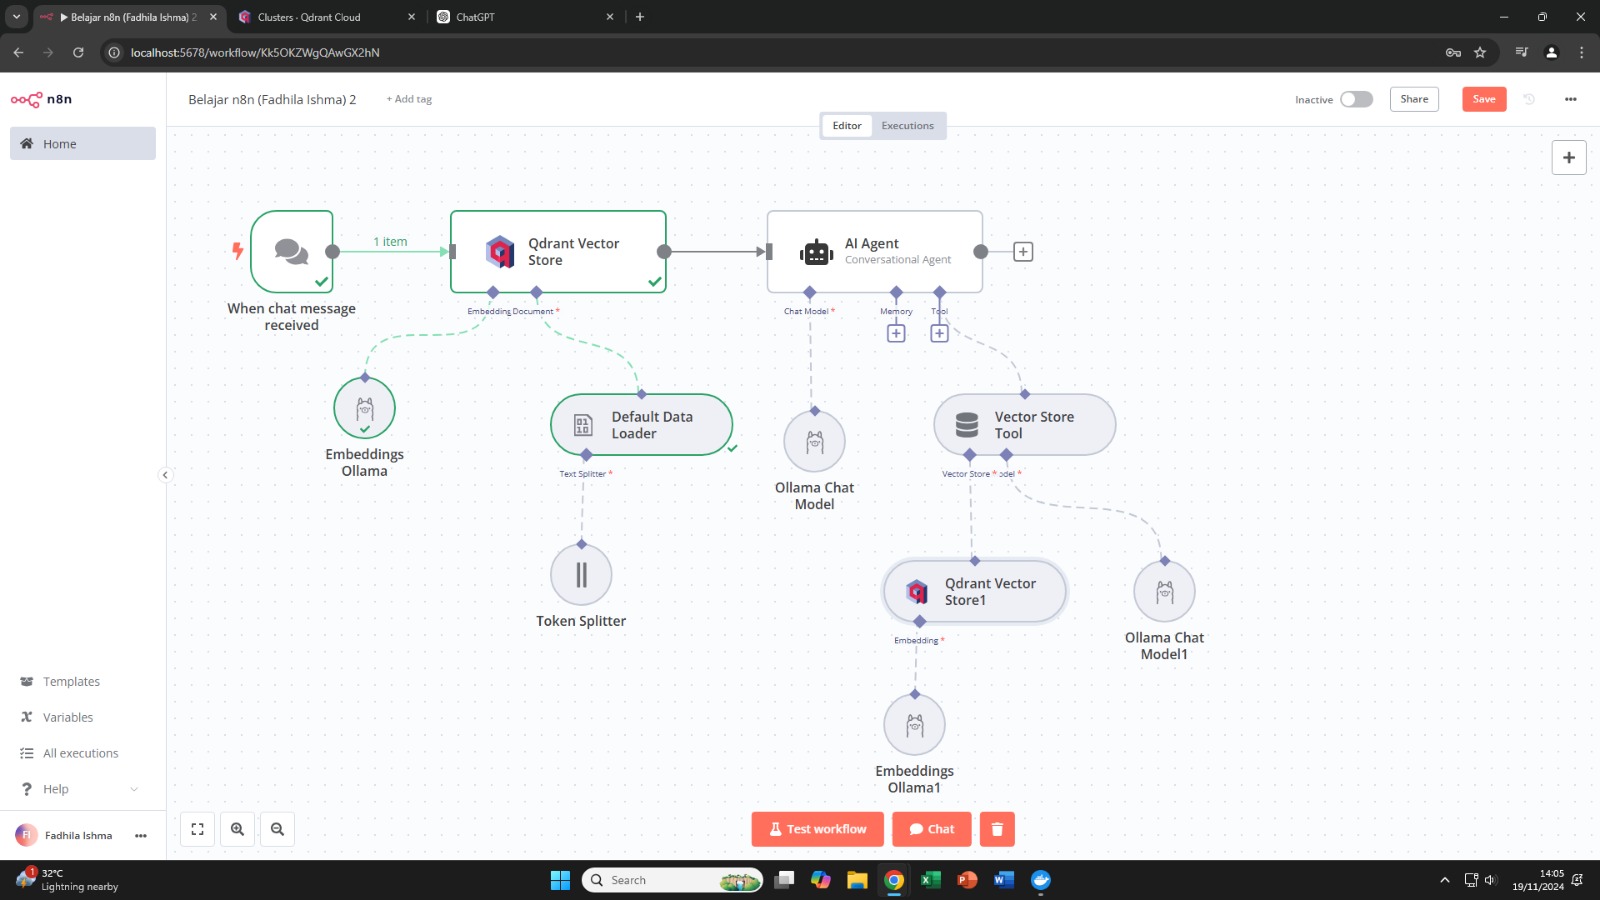 Belajar n8n (Fadhila Ishma) 2
Clusters - Qdrant Cloud
ChatGPT
localhost:5678/workflow/Kk5OKZWgQAwGX2hN
n8n
Belajar n8n (Fadhila Ishma) 2
+ Add tag
Inactive
Share
Save
Editor
Executions
Home
1 item
Qdrant Vector
Store
AI Agent
Conversational Agent
When chat message
received
Embedding
Document *
Chat Model *
Memory
Tool
Embeddings
Ollama
Default Data
Loader
Text Splitter *
Ollama Chat
Model
Vector Store
Tool
Vector Store *
odel *
Token Splitter
Qdrant Vector
Store1
Embedding *
Ollama Chat
Model1
Embeddings
Ollama1
Templates
Variables
All executions
Help
FI
Fadhila Ishma
Test workflow
Chat
1
32°C
Lightning nearby
Search
14:05
19/11/2024